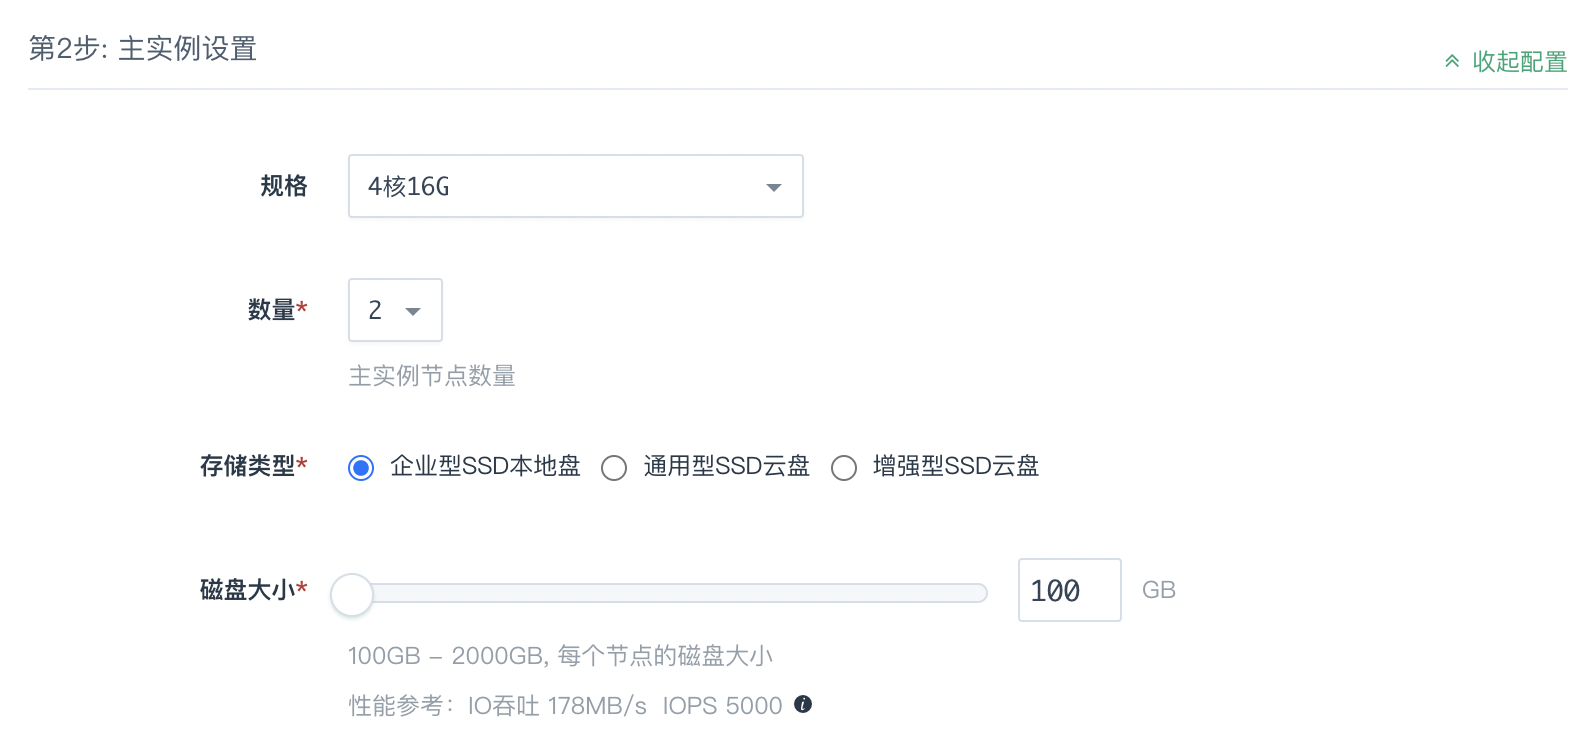 第2步: 主实例设置
收起配置
规格 4核16G
数量* 2
主实例节点数量
存储类型* 企业型SSD本地盘 通用型SSD云盘 增强型SSD云盘
磁盘大小* 100 GB
100GB – 2000GB, 每个节点的磁盘大小
性能参考：IO吞吐 178MB/s IOPS 5000 i